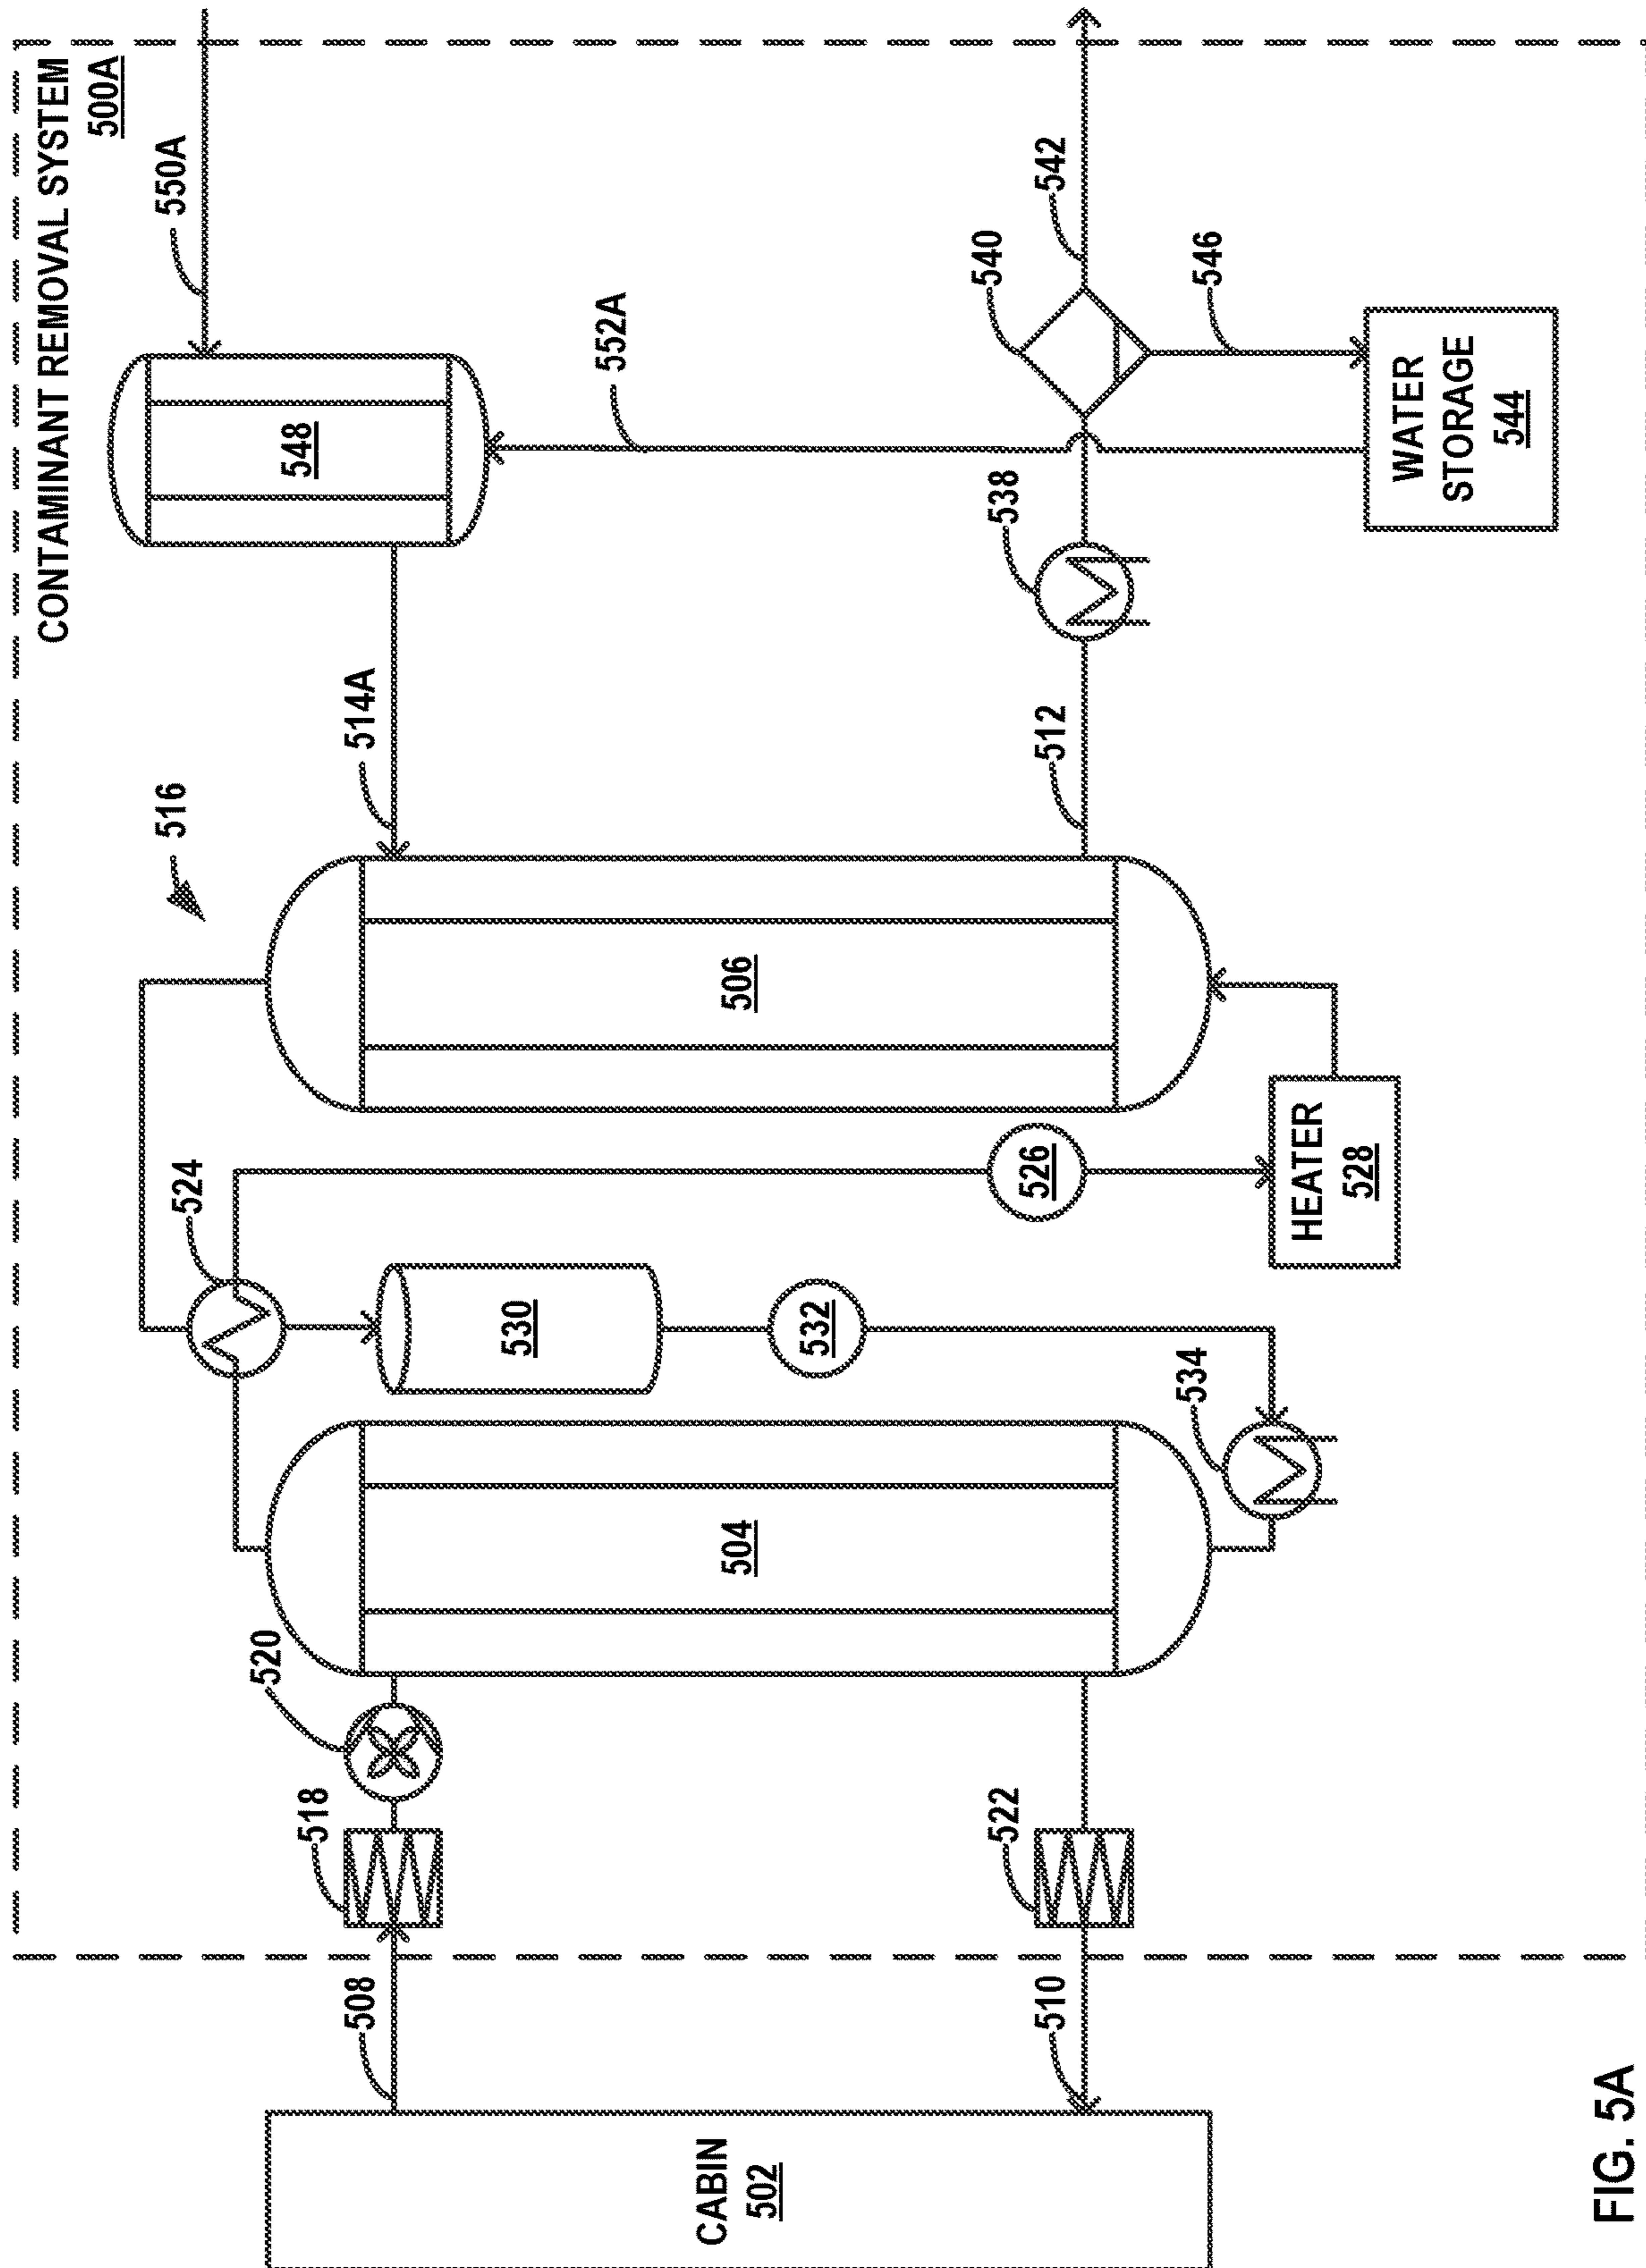 CONTAMINANT REMOVAL SYSTEM
500A
CABIN
502
508
510
518
520
522
504
524
530
532
534
526
HEATER
528
516
506
514A
512
538
548
550A
552A
540
542
546
WATER
STORAGE
544
FIG. 5A